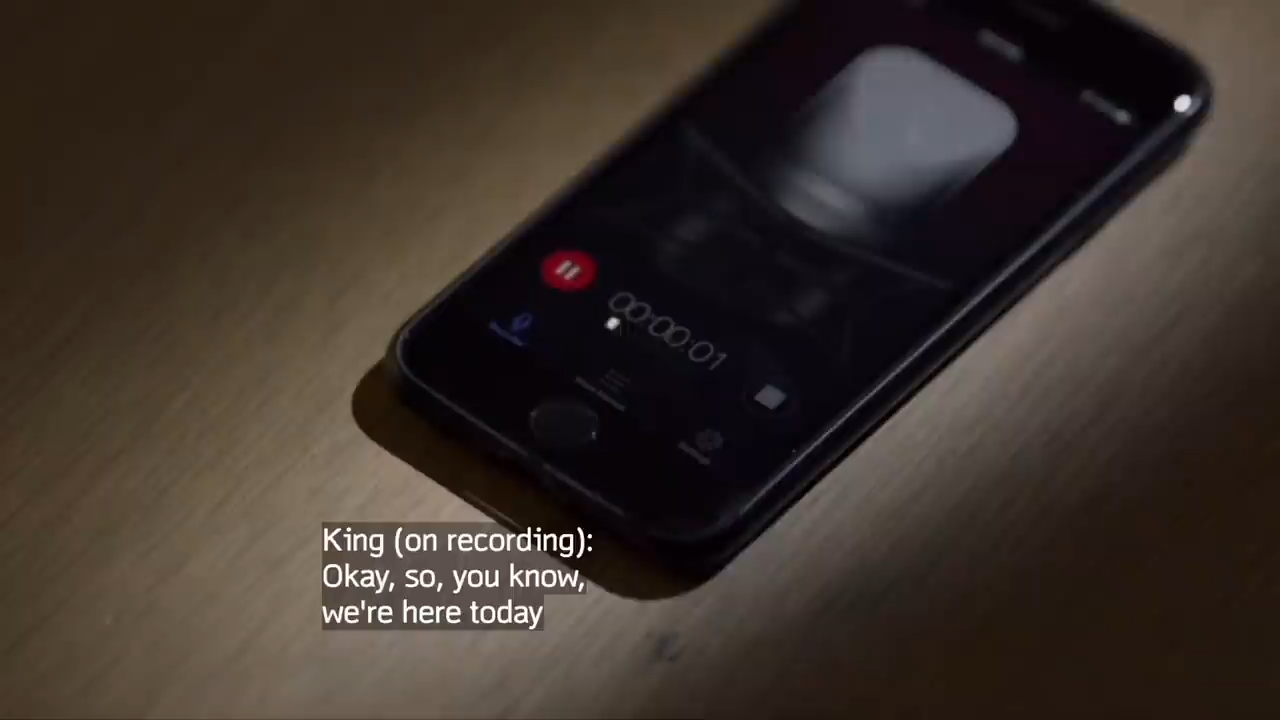 00:00:01
King (on recording):
Okay, so, you know,
we're here today